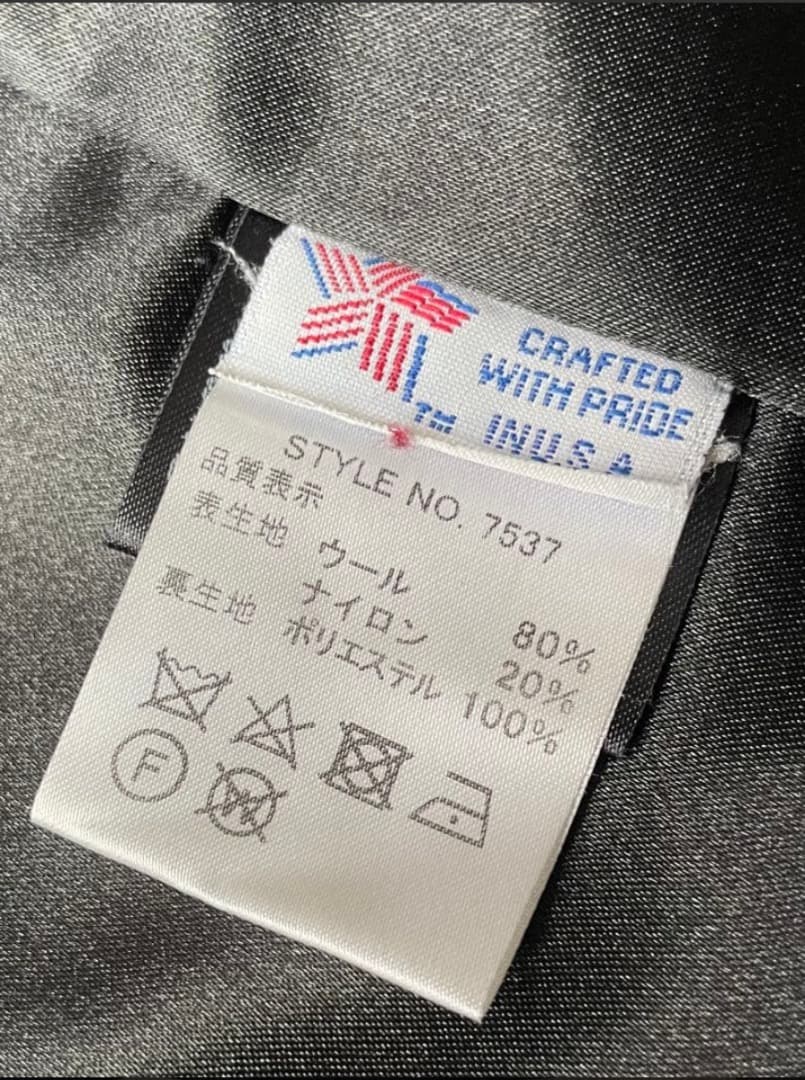 CRAFTED
WITH PRIDE
IN U.S.A
TM
STYLE NO. 7537
品質表示
表生地 ウール 80%
ナイロン 20%
裏生地 ポリエステル 100%
F
W